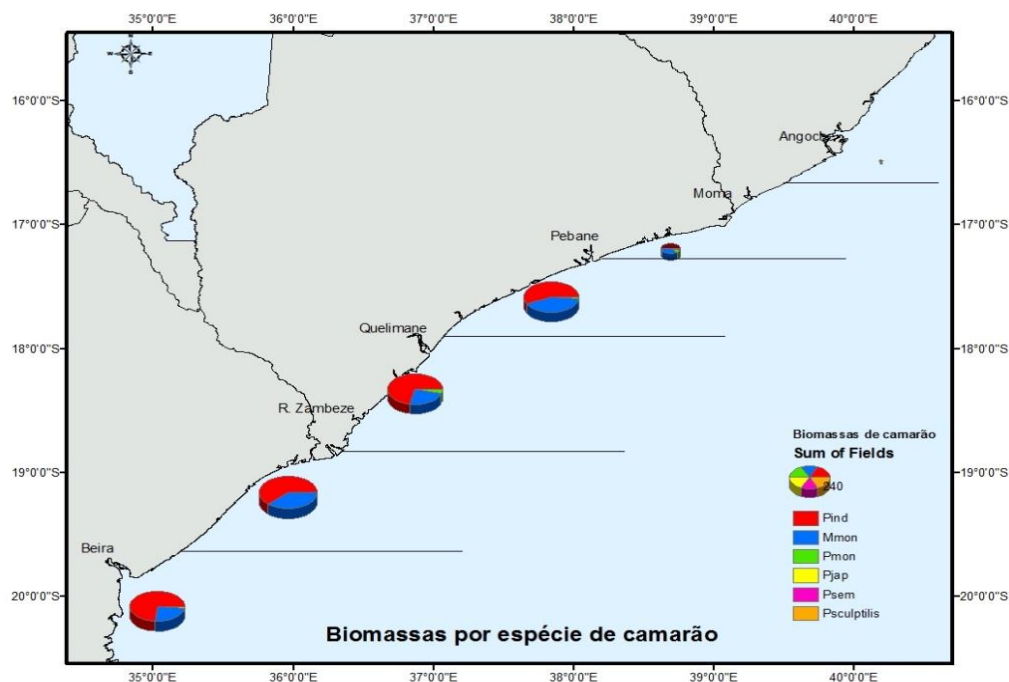 35°0'0"E 36°0'0"E 37°0'0"E 38°0'0"E 39°0'0"E 40°0'0"E
N
W E
S
16°0'0"S 16°0'0"S
Angoche
Moma
17°0'0"S 17°0'0"S
Pebane
Quelimane
18°0'0"S 18°0'0"S
R. Zambeze
Biomassas de camarão
Sum of Fields
19°0'0"S 19°0'0"S
240
Pind
Mmon
Pmon
Beira
Pjap
Psem
20°0'0"S 20°0'0"S
Psculptilis
Biomassas por espécie de camarão
35°0'0"E 36°0'0"E 37°0'0"E 38°0'0"E 39°0'0"E 40°0'0"E